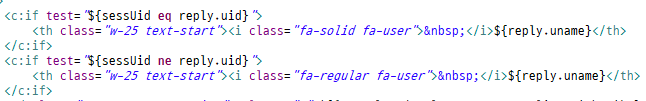 <c:if test="${sessUid eq reply.uid}">
<th class="w-25 text-start"><i class="fa-solid fa-user">&nbsp;</i>${reply.uname}</th>
</c:if>
<c:if test="${sessUid ne reply.uid}">
<th class="w-25 text-start"><i class="fa-regular fa-user">&nbsp;</i>${reply.uname}</th>
</c:if>